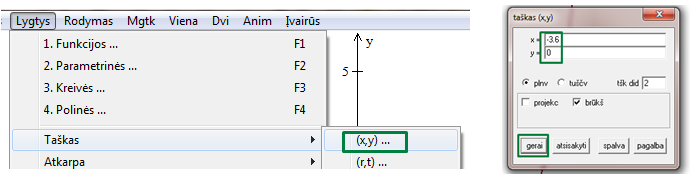 Lygtys Rodymas Mgtk Viena Dvi Anim Įvairūs
1. Funkcijos ... F1
2. Parametrinės ... F2
3. Kreivės ... F3
4. Polinės ... F4
Taškas
Atkarpa
(x,y) ...
(r,t) ...
y
5
taškas (x,y)
x = -3.6
y = 0
plnv tuščv tšk did 2
projekc brūkš
gerai atsisakyti spalva pagalba